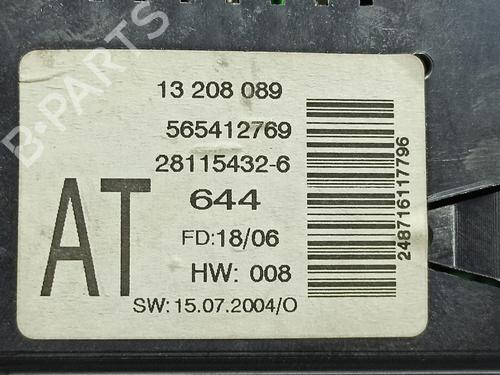 B-PARTS
13 208 089
565412769
28115432-6
AT
644
FD: 18/06
HW: 008
SW: 15.07.2004/O
248716117796